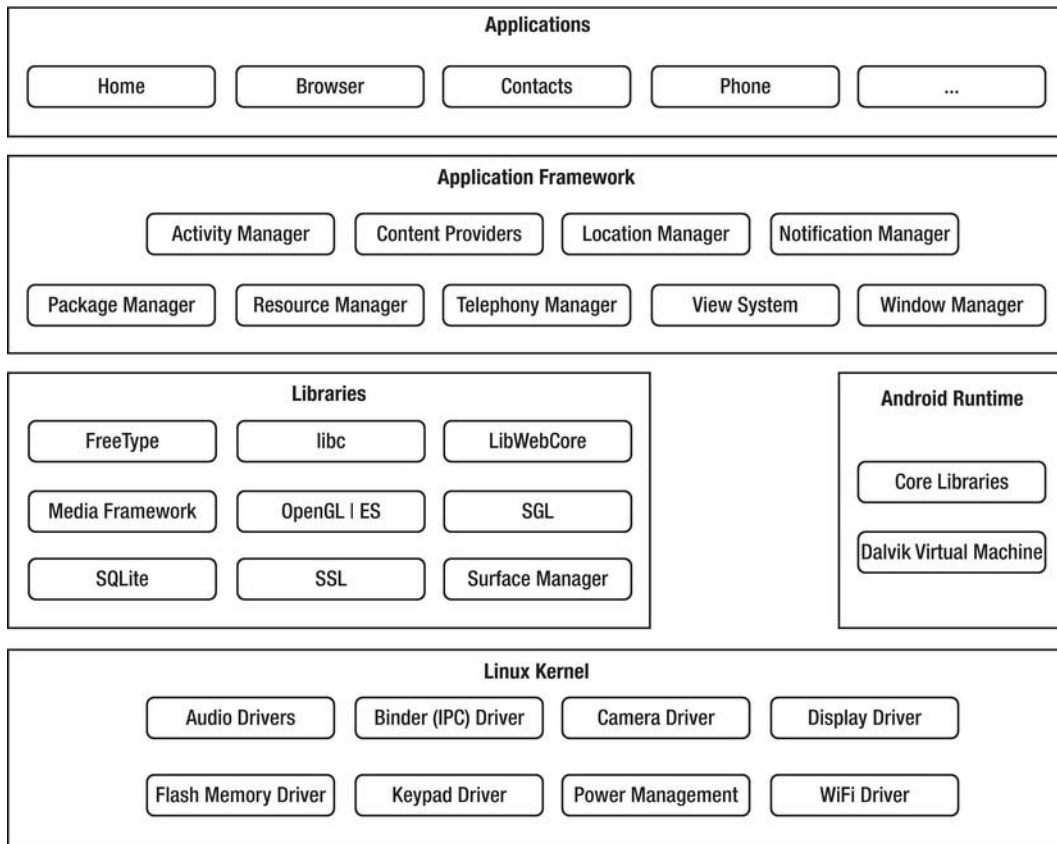 Applications
Home Browser Contacts Phone ...
Application Framework
Activity Manager Content Providers Location Manager Notification Manager
Package Manager Resource Manager Telephony Manager View System Window Manager
Libraries
FreeType libc LibWebCore
Media Framework OpenGL | ES SGL
SQLite SSL Surface Manager
Android Runtime
Core Libraries
Dalvik Virtual Machine
Linux Kernel
Audio Drivers Binder (IPC) Driver Camera Driver Display Driver
Flash Memory Driver Keypad Driver Power Management WiFi Driver